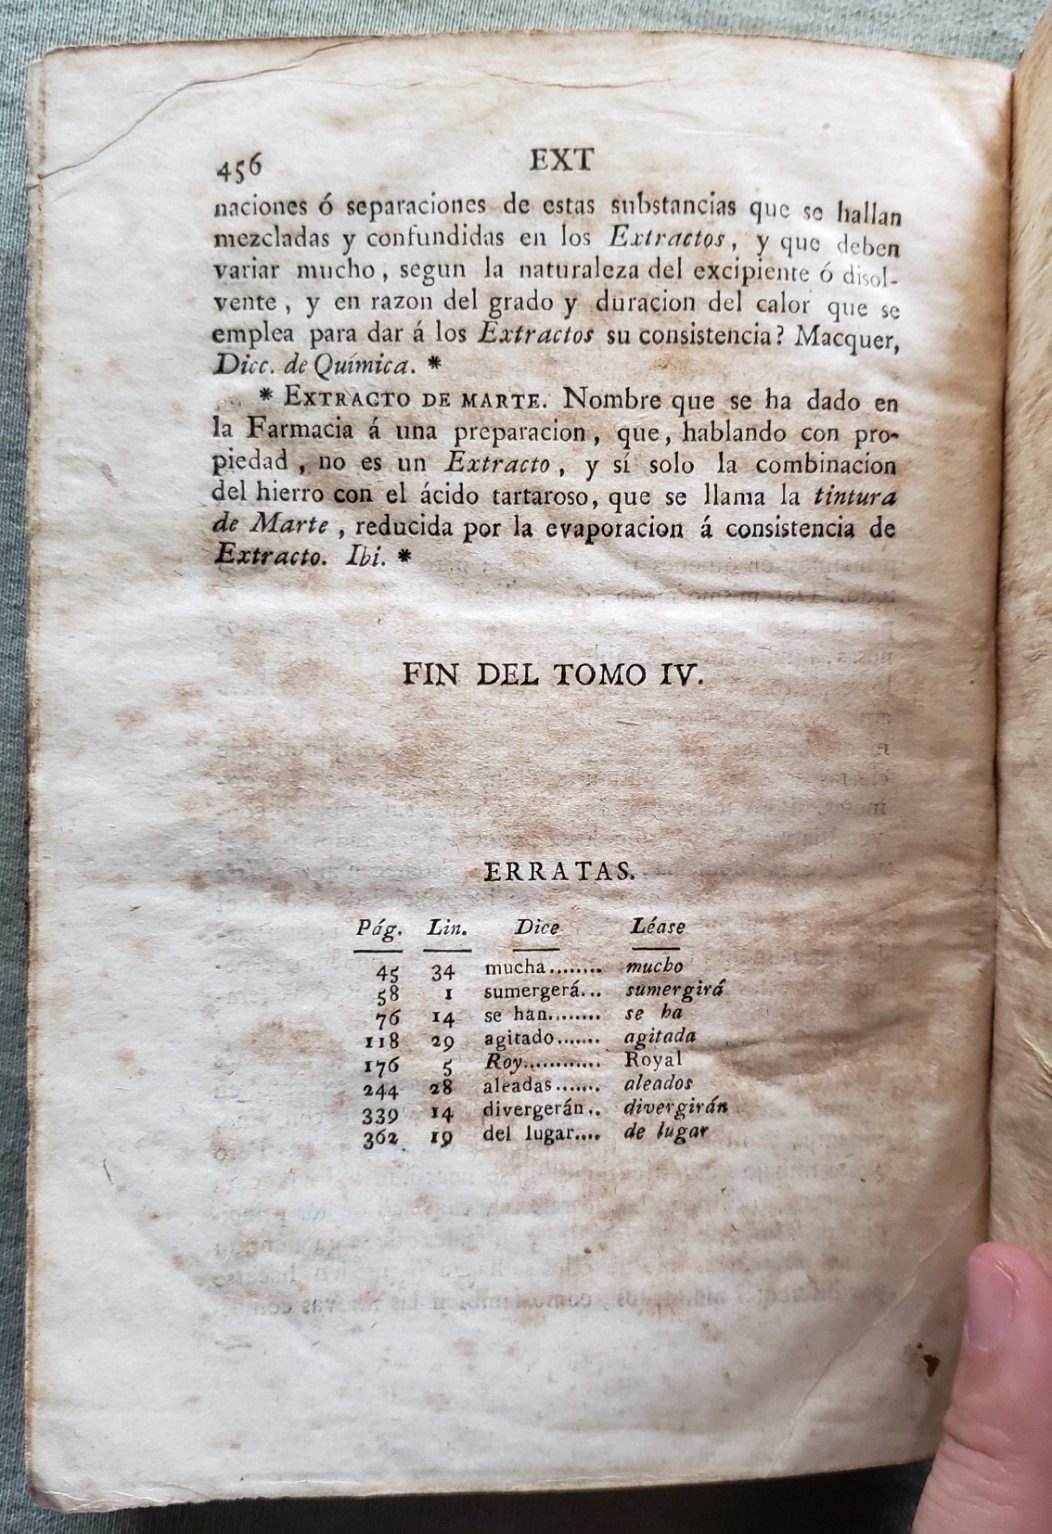 456 EXT
naciones ó separaciones de estas substancias que se hallan
mezcladas y confundidas en los Extractos, y que deben
variar mucho, segun la naturaleza del excipiente ó disol-
vente, y en razon del grado y duracion del calor que se
emplea para dar á los Extractos su consistencia? Macquer,
Dicc. de Química. *
* EXTRACTO DE MARTE. Nombre que se ha dado en
la Farmacia á una preparacion, que, hablando con pro-
piedad, no es un Extracto, y sí solo la combinacion
del hierro con el ácido tartaroso, que se llama la tintura
de Marte, reducida por la evaporacion á consistencia de
Extracto. Ibi. *
FIN DEL TOMO IV.
ERRATAS.
Pág. Lin. Dice Léase
45 34 mucha........ mucho
58 1 sumergerá... sumergirá
76 14 se han........ se ha
118 29 agitado....... agitada
176 5 Roy............ Royal
244 28 aleadas....... aleados
339 14 divergerán.. divergirán
362 19 del lugar.... de lugar